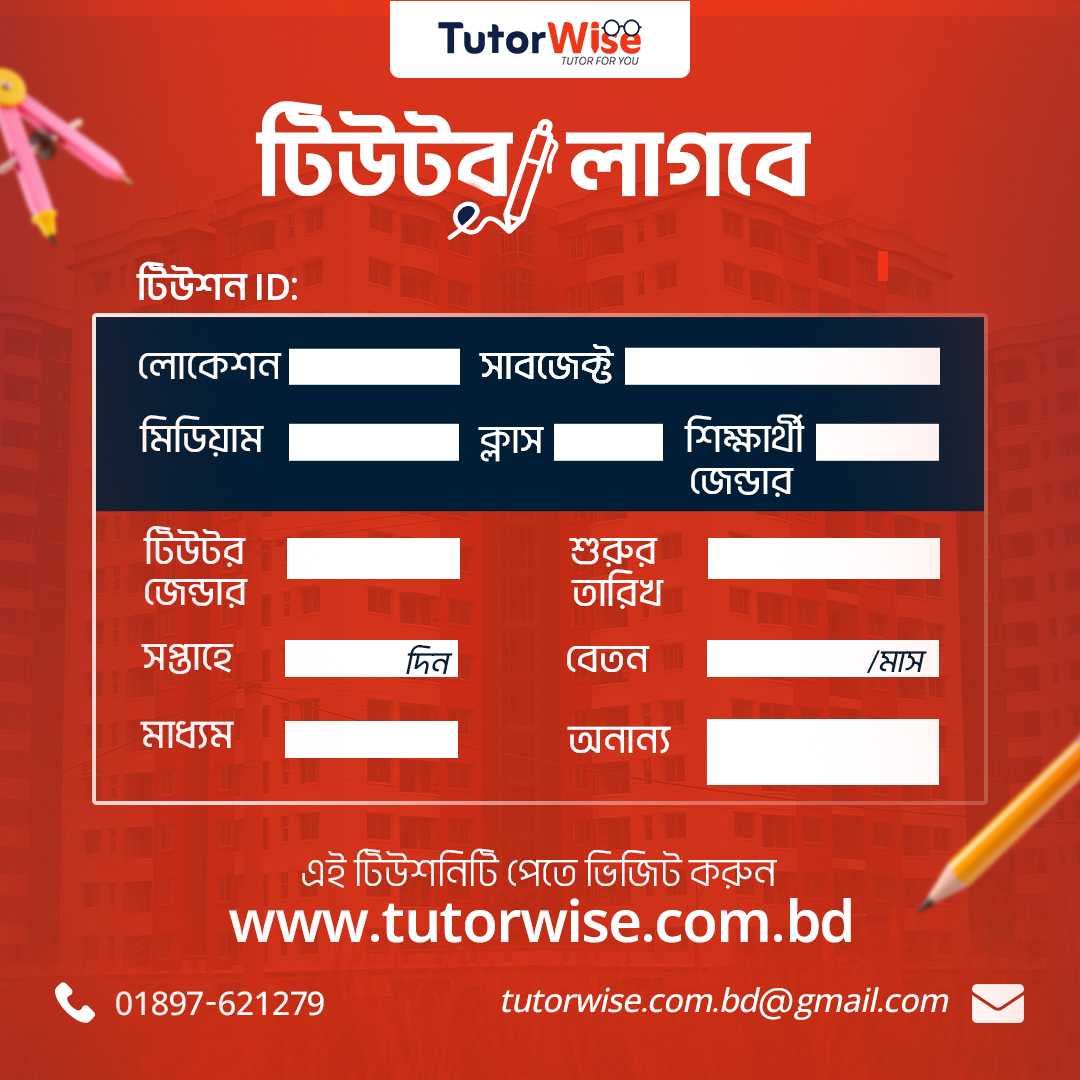 TutorWise
TUTOR FOR YOU
টিউটর লাগবে
টিউশন ID:
লোকেশন সাবজেক্ট
মিডিয়াম ক্লাস শিক্ষার্থী
জেন্ডার
টিউটর শুরুর
জেন্ডার তারিখ
সপ্তাহে দিন বেতন /মাস
মাধ্যম অনান্য
এই টিউশনিটি পেতে ভিজিট করুন
www.tutorwise.com.bd
01897-621279 tutorwise.com.bd@gmail.com